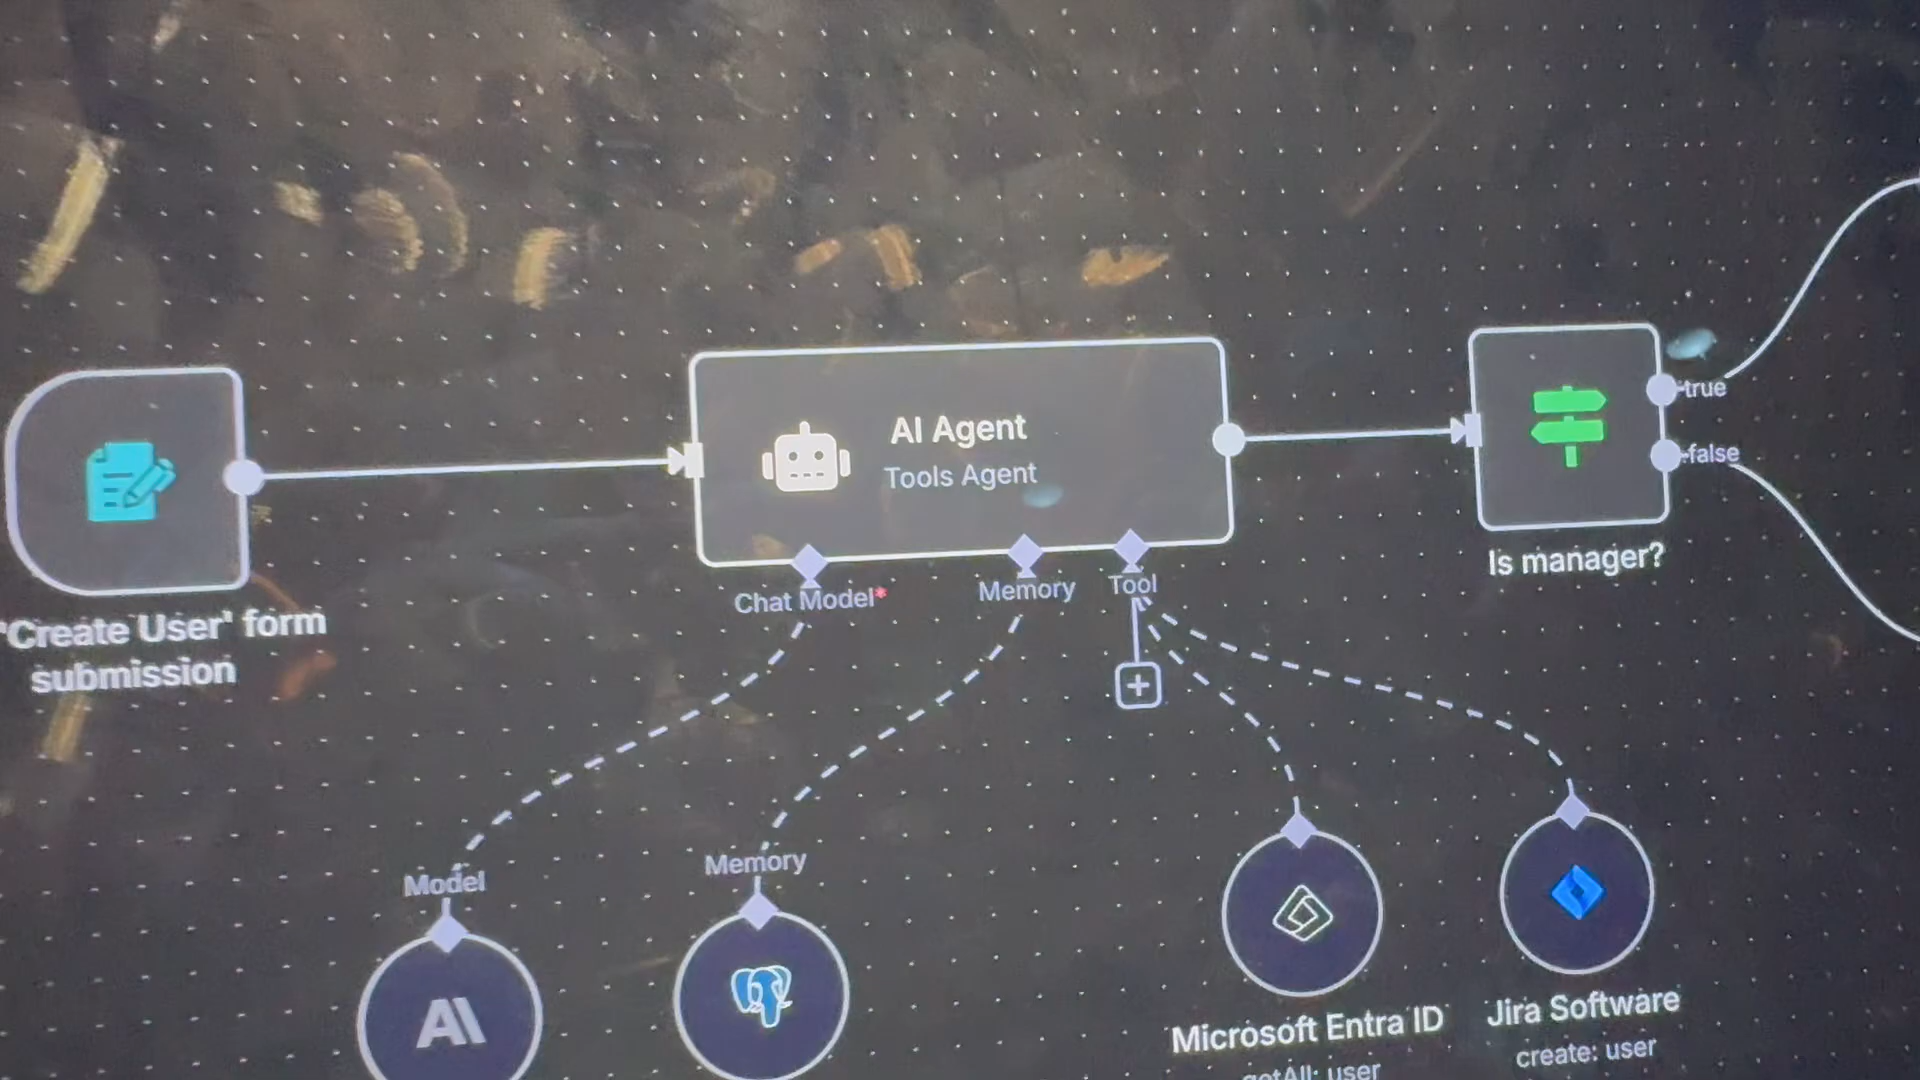 AI Agent
Tools Agent
true
false
Is manager?
Chat Model*
Memory
Tool
'Create User' form
submission
Model
Memory
Microsoft Entra ID
getAll: user
Jira Software
create: user